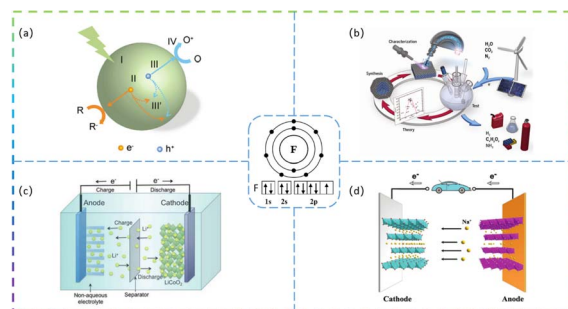 (a)
I
II
III
IV
O⁺
O
III'
R
R⁻
e⁻
h⁺
(b)
Characterization
H₂O
CO₂
N₂
Synthesis
Test
Theory
H₂
NH₃
F
F
1s
2s
2p
(c)
e⁻
e⁻
Charge
Discharge
Anode
Cathode
Charge
Li⁺
Li⁺
Discharge
LiCoO₂
Non-aqueous
electrolyte
Separator
(d)
e⁺
e⁺
Na⁺
Cathode
Anode